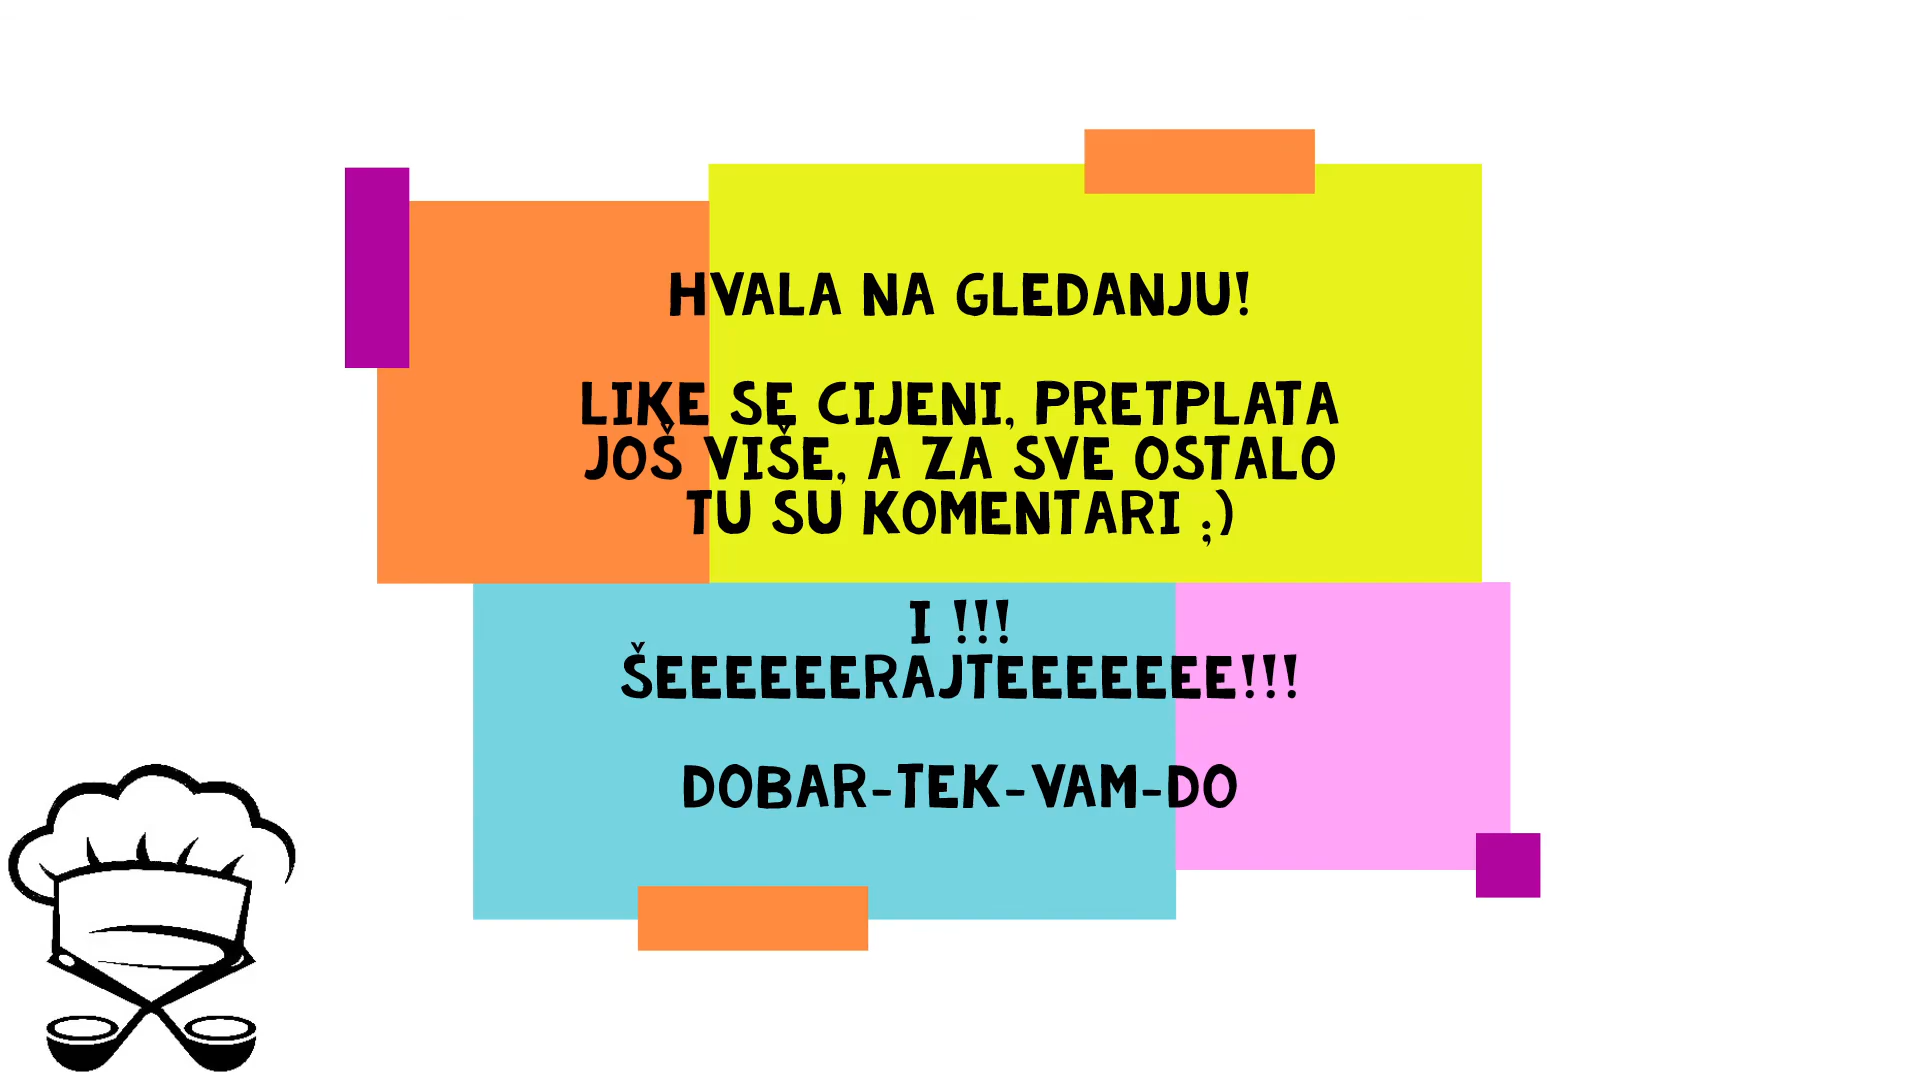 HVALA NA GLEDANJU!
LIKE SE CIJENI, PRETPLATA
JOŠ VIŠE, A ZA SVE OSTALO
TU SU KOMENTARI ;)
I !!!
ŠEEEEEERAJTEEEEEEE!!!
DOBAR-TEK-VAM-DO